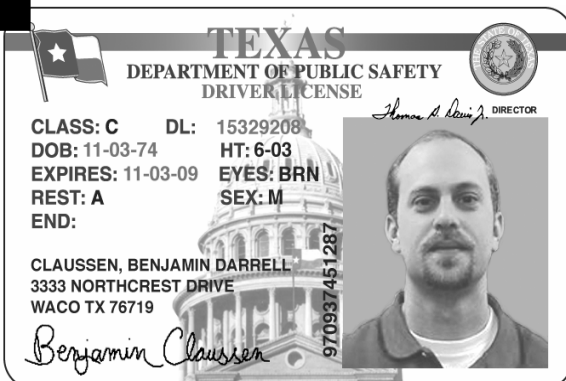 TEXAS
DEPARTMENT OF PUBLIC SAFETY
DRIVER LICENSE
Thomas A. Davis Jr. DIRECTOR
CLASS: C DL: 15329208
DOB: 11-03-74 HT: 6-03
EXPIRES: 11-03-09 EYES: BRN
REST: A SEX: M
END:
CLAUSSEN, BENJAMIN DARRELL
3333 NORTHCREST DRIVE
WACO TX 76719
970937451287
Benjamin Claussen